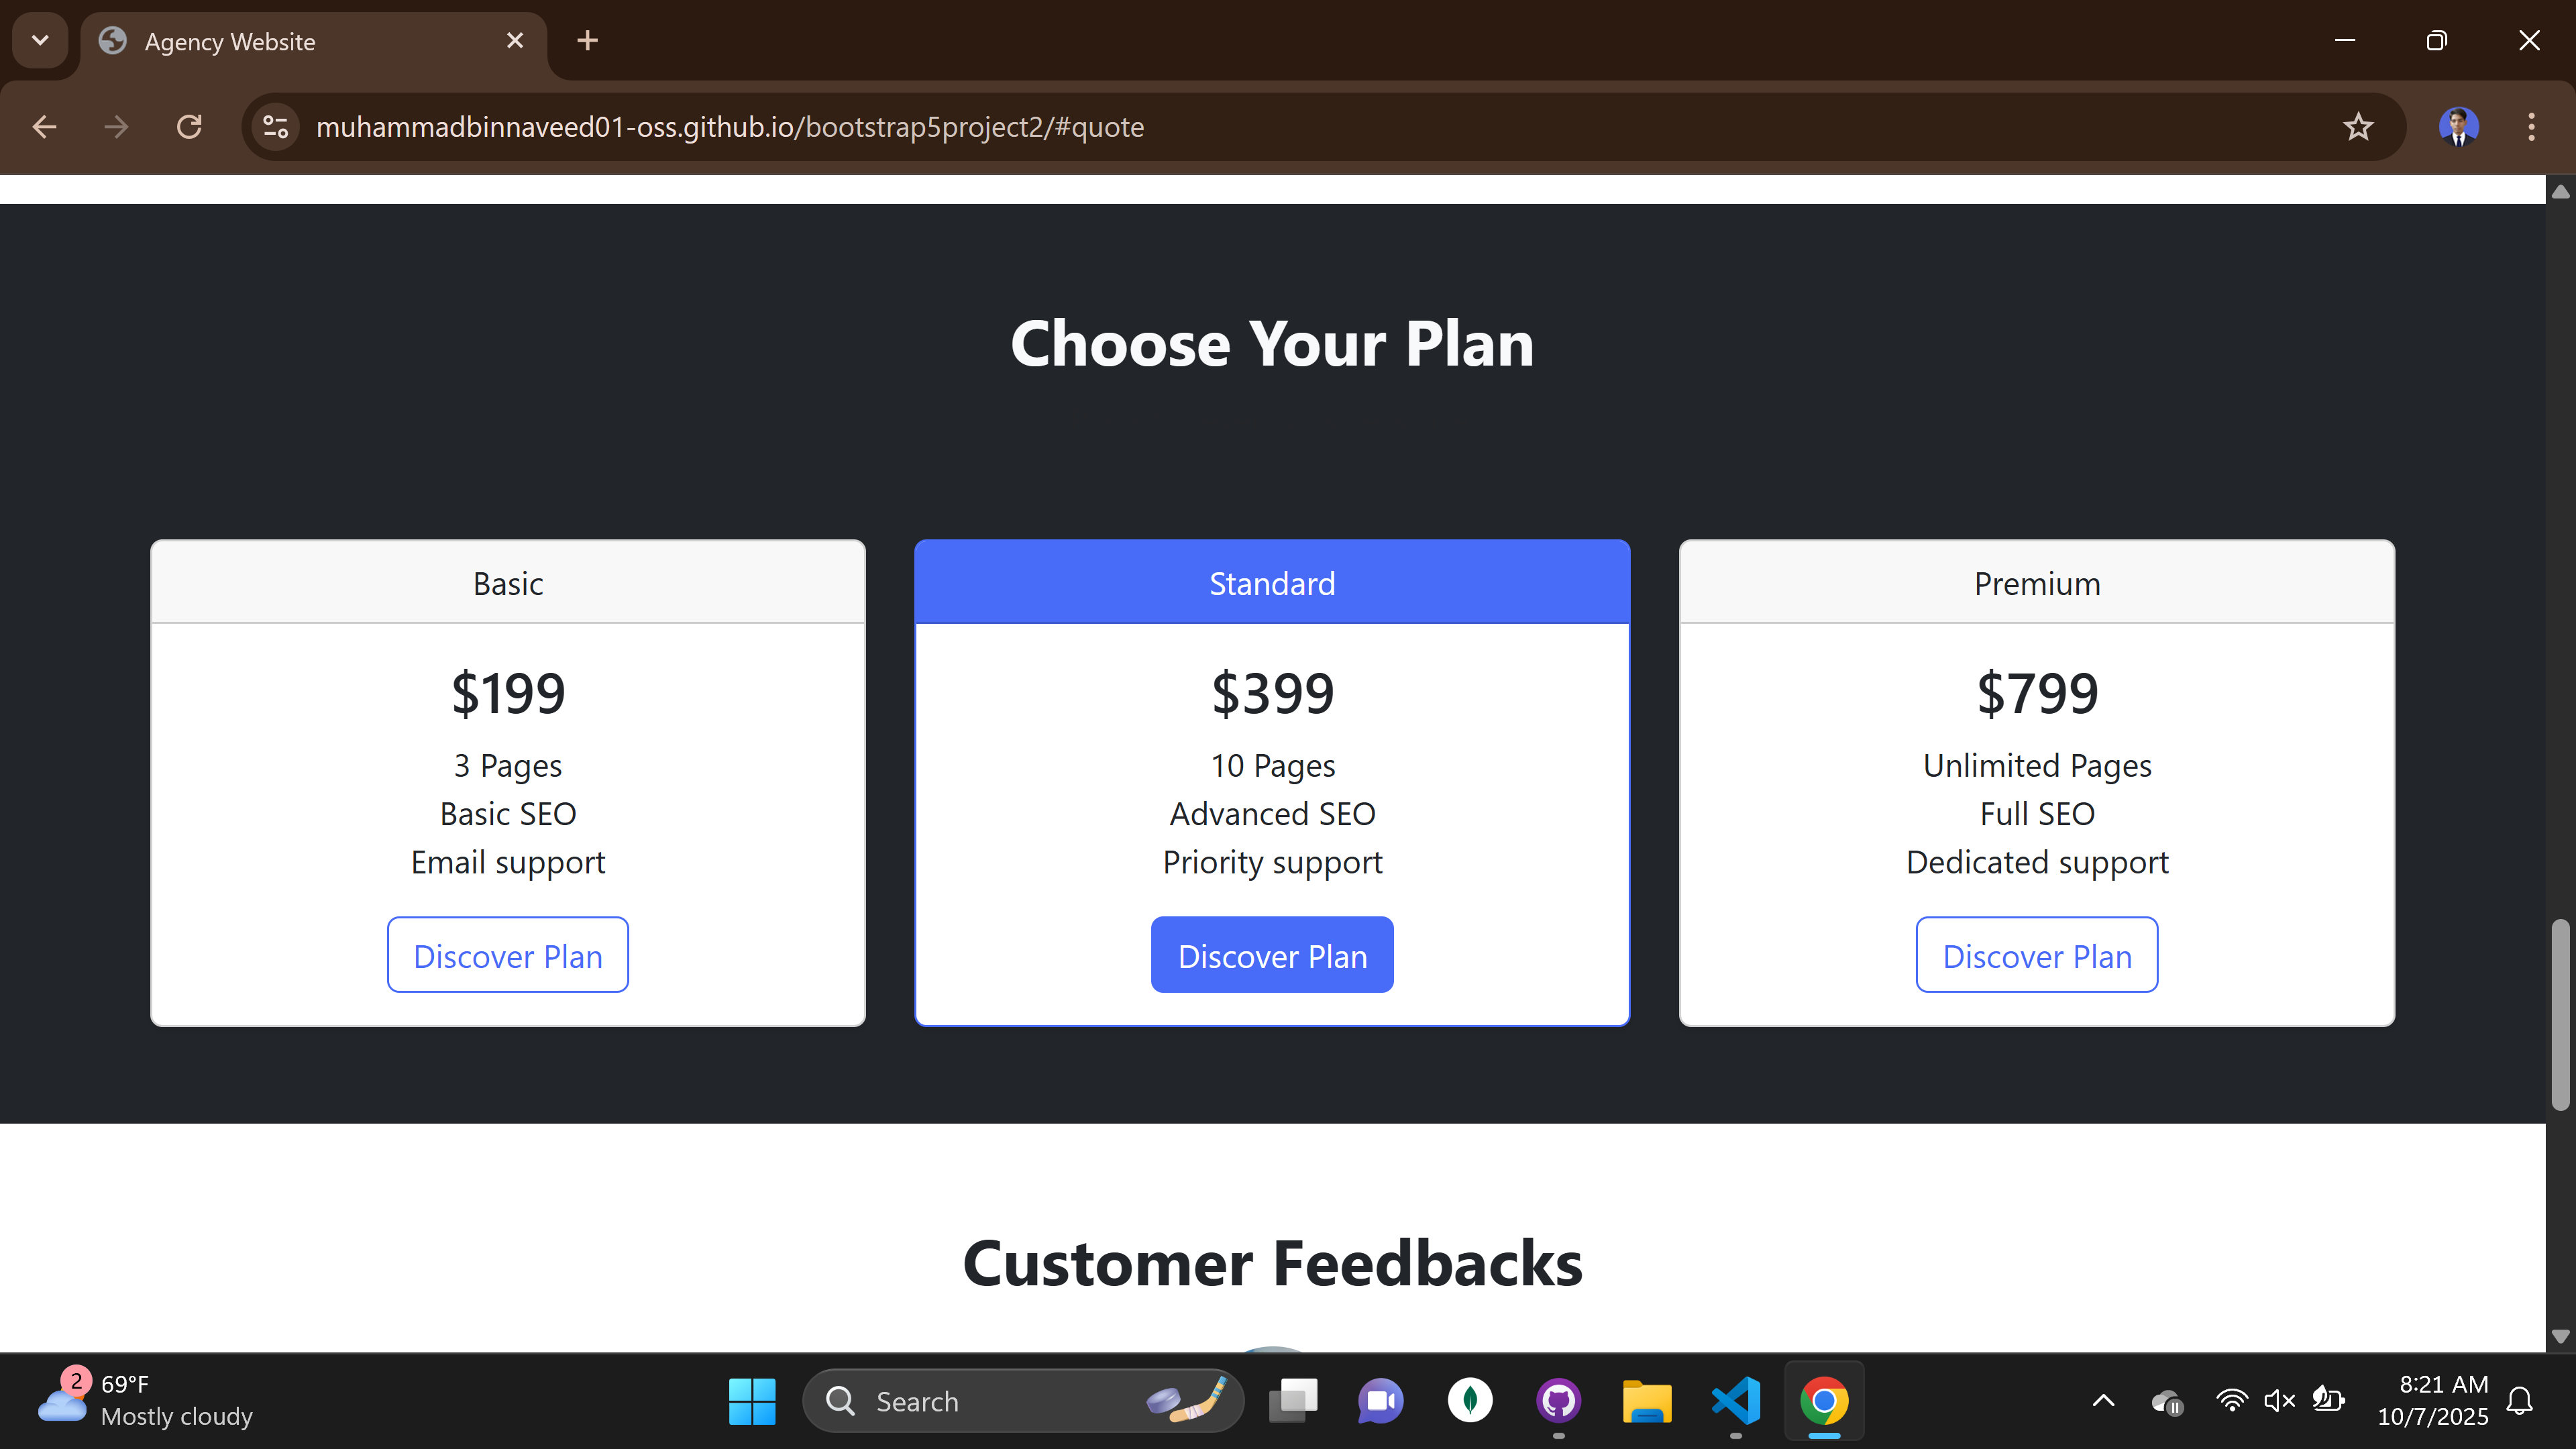 Agency Website
muhammadbinnaveed01-oss.github.io/bootstrap5project2/#quote
Choose Your Plan
Basic
$199
3 Pages
Basic SEO
Email support
Discover Plan
Standard
$399
10 Pages
Advanced SEO
Priority support
Discover Plan
Premium
$799
Unlimited Pages
Full SEO
Dedicated support
Discover Plan
Customer Feedbacks
2
69°F
Mostly cloudy
Search
8:21 AM
10/7/2025